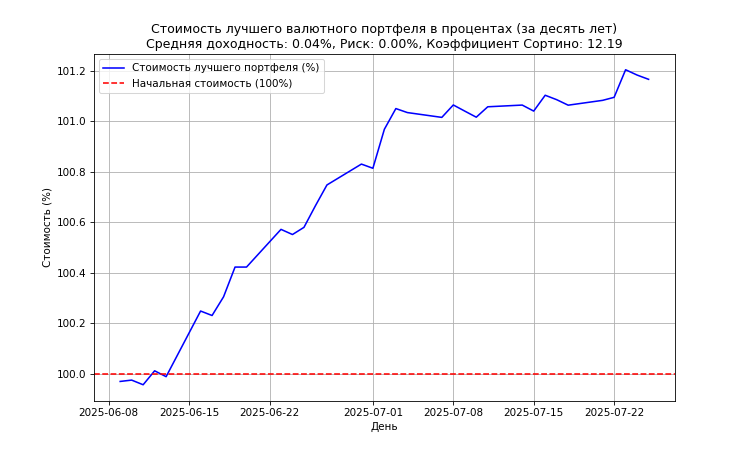 Стоимость лучшего валютного портфеля в процентах (за десять лет)
Средняя доходность: 0.04%, Риск: 0.00%, Коэффициент Сортино: 12.19
Стоимость лучшего портфеля (%)
Начальная стоимость (100%)
Стоимость (%)
101.2
101.0
100.8
100.6
100.4
100.2
100.0
2025-06-08
2025-06-15
2025-06-22
2025-07-01
2025-07-08
2025-07-15
2025-07-22
День